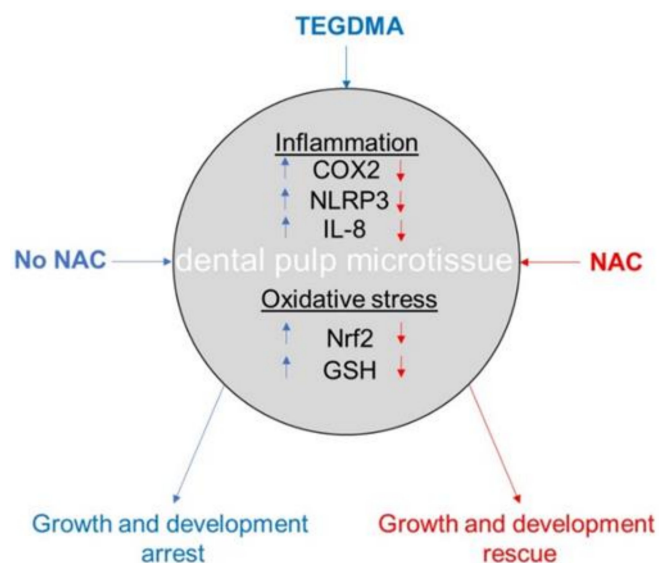 TEGDMA
Inflammation
COX2
NLRP3
IL-8
No NAC
dental pulp microtissue
NAC
Oxidative stress
Nrf2
GSH
Growth and development
arrest
Growth and development
rescue